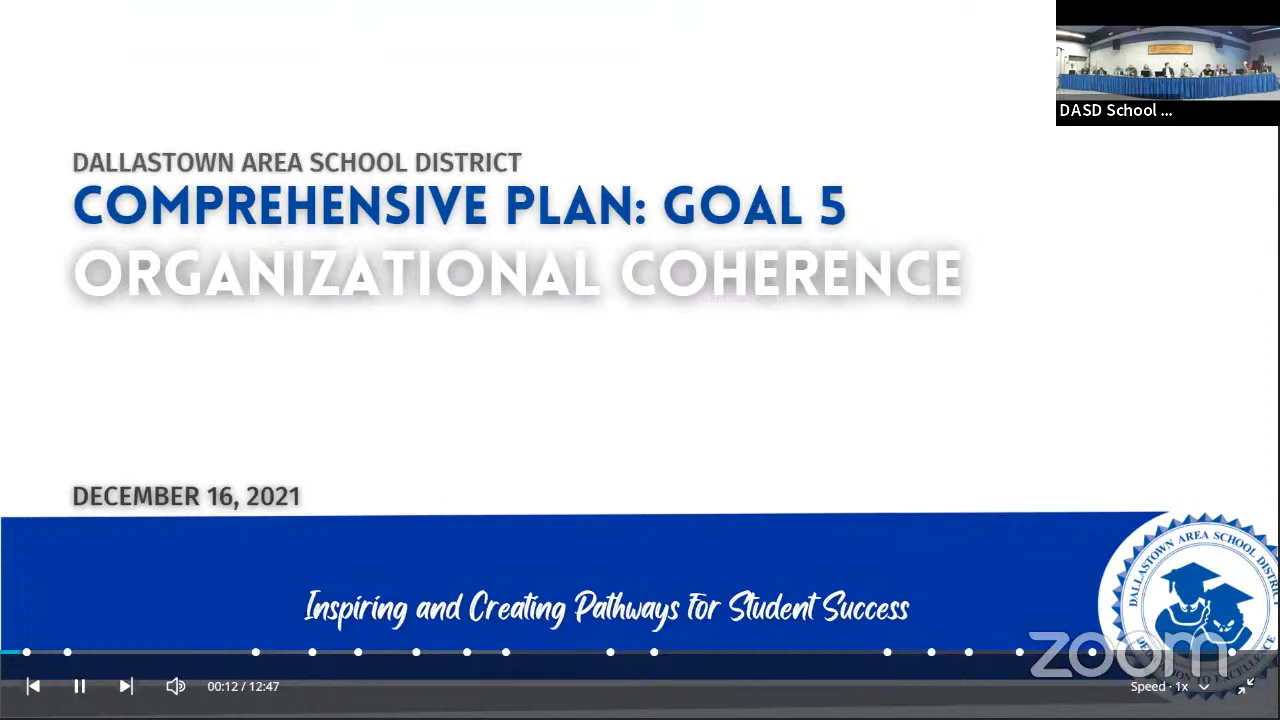 DASD School ...
DALLASTOWN AREA SCHOOL DISTRICT
COMPREHENSIVE PLAN: GOAL 5
ORGANIZATIONAL COHERENCE
DECEMBER 16, 2021
Inspiring and Creating Pathways For Student Success
DALLASTOWN AREA SCHOOL
zoom
00:12 / 12:47
Speed · 1x